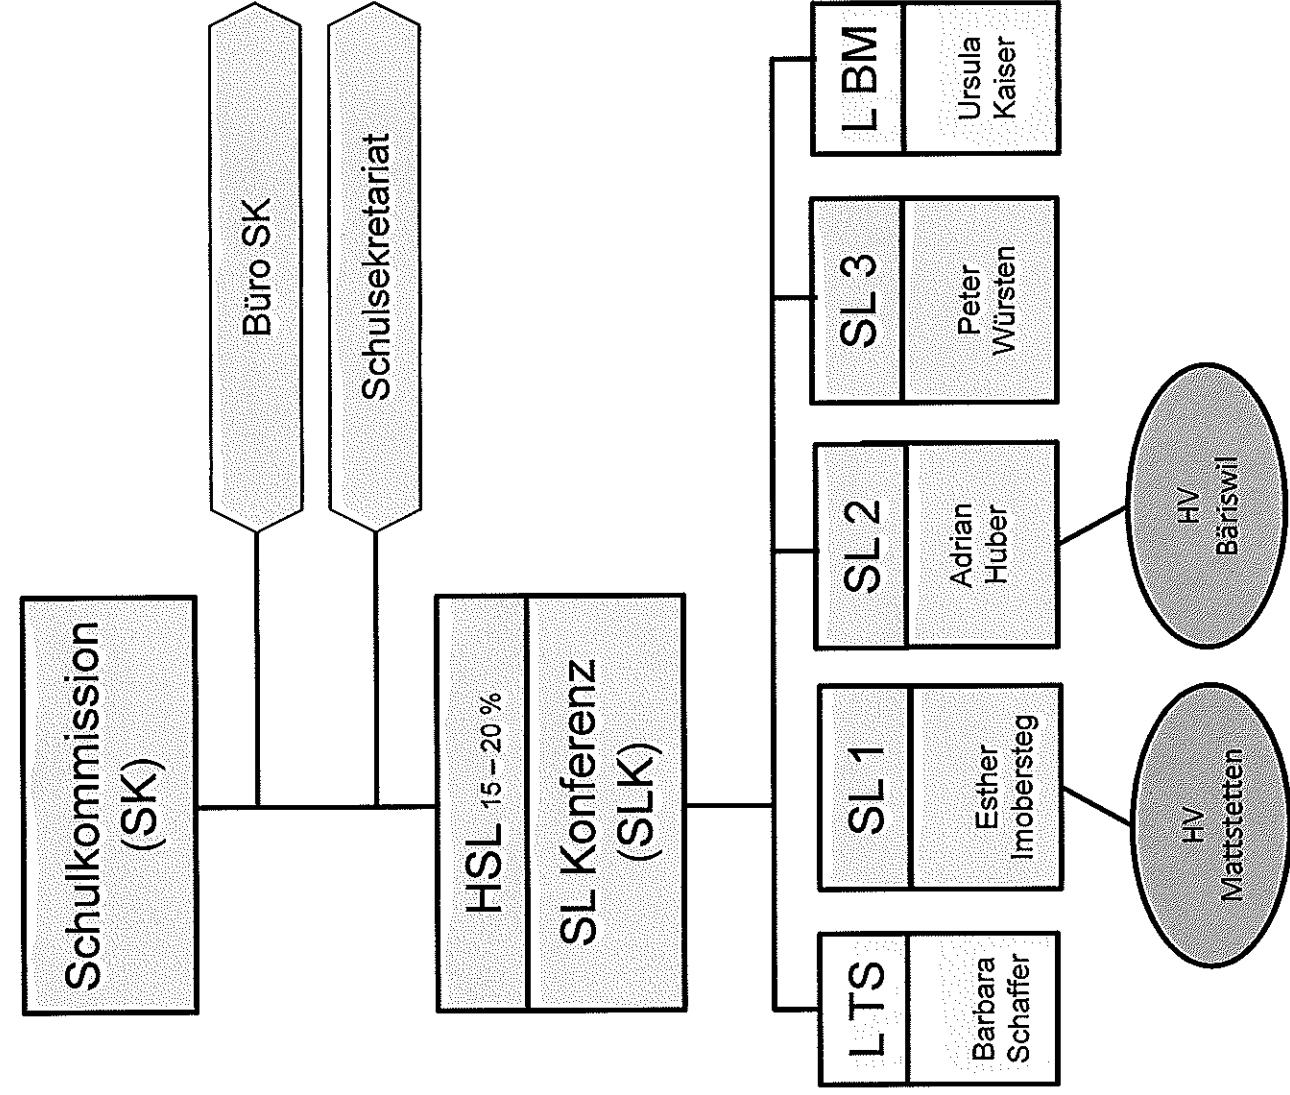 Schulkommission
(SK)
Büro SK
Schulsekretariat
HSL 15 – 20 %
SL Konferenz
(SLK)
L TS
Barbara
Schaffer
SL 1
Esther
Imobersteg
SL 2
Adrian
Huber
SL 3
Peter
Würsten
L BM
Ursula
Kaiser
HV
Mattstetten
HV
Bäriswil